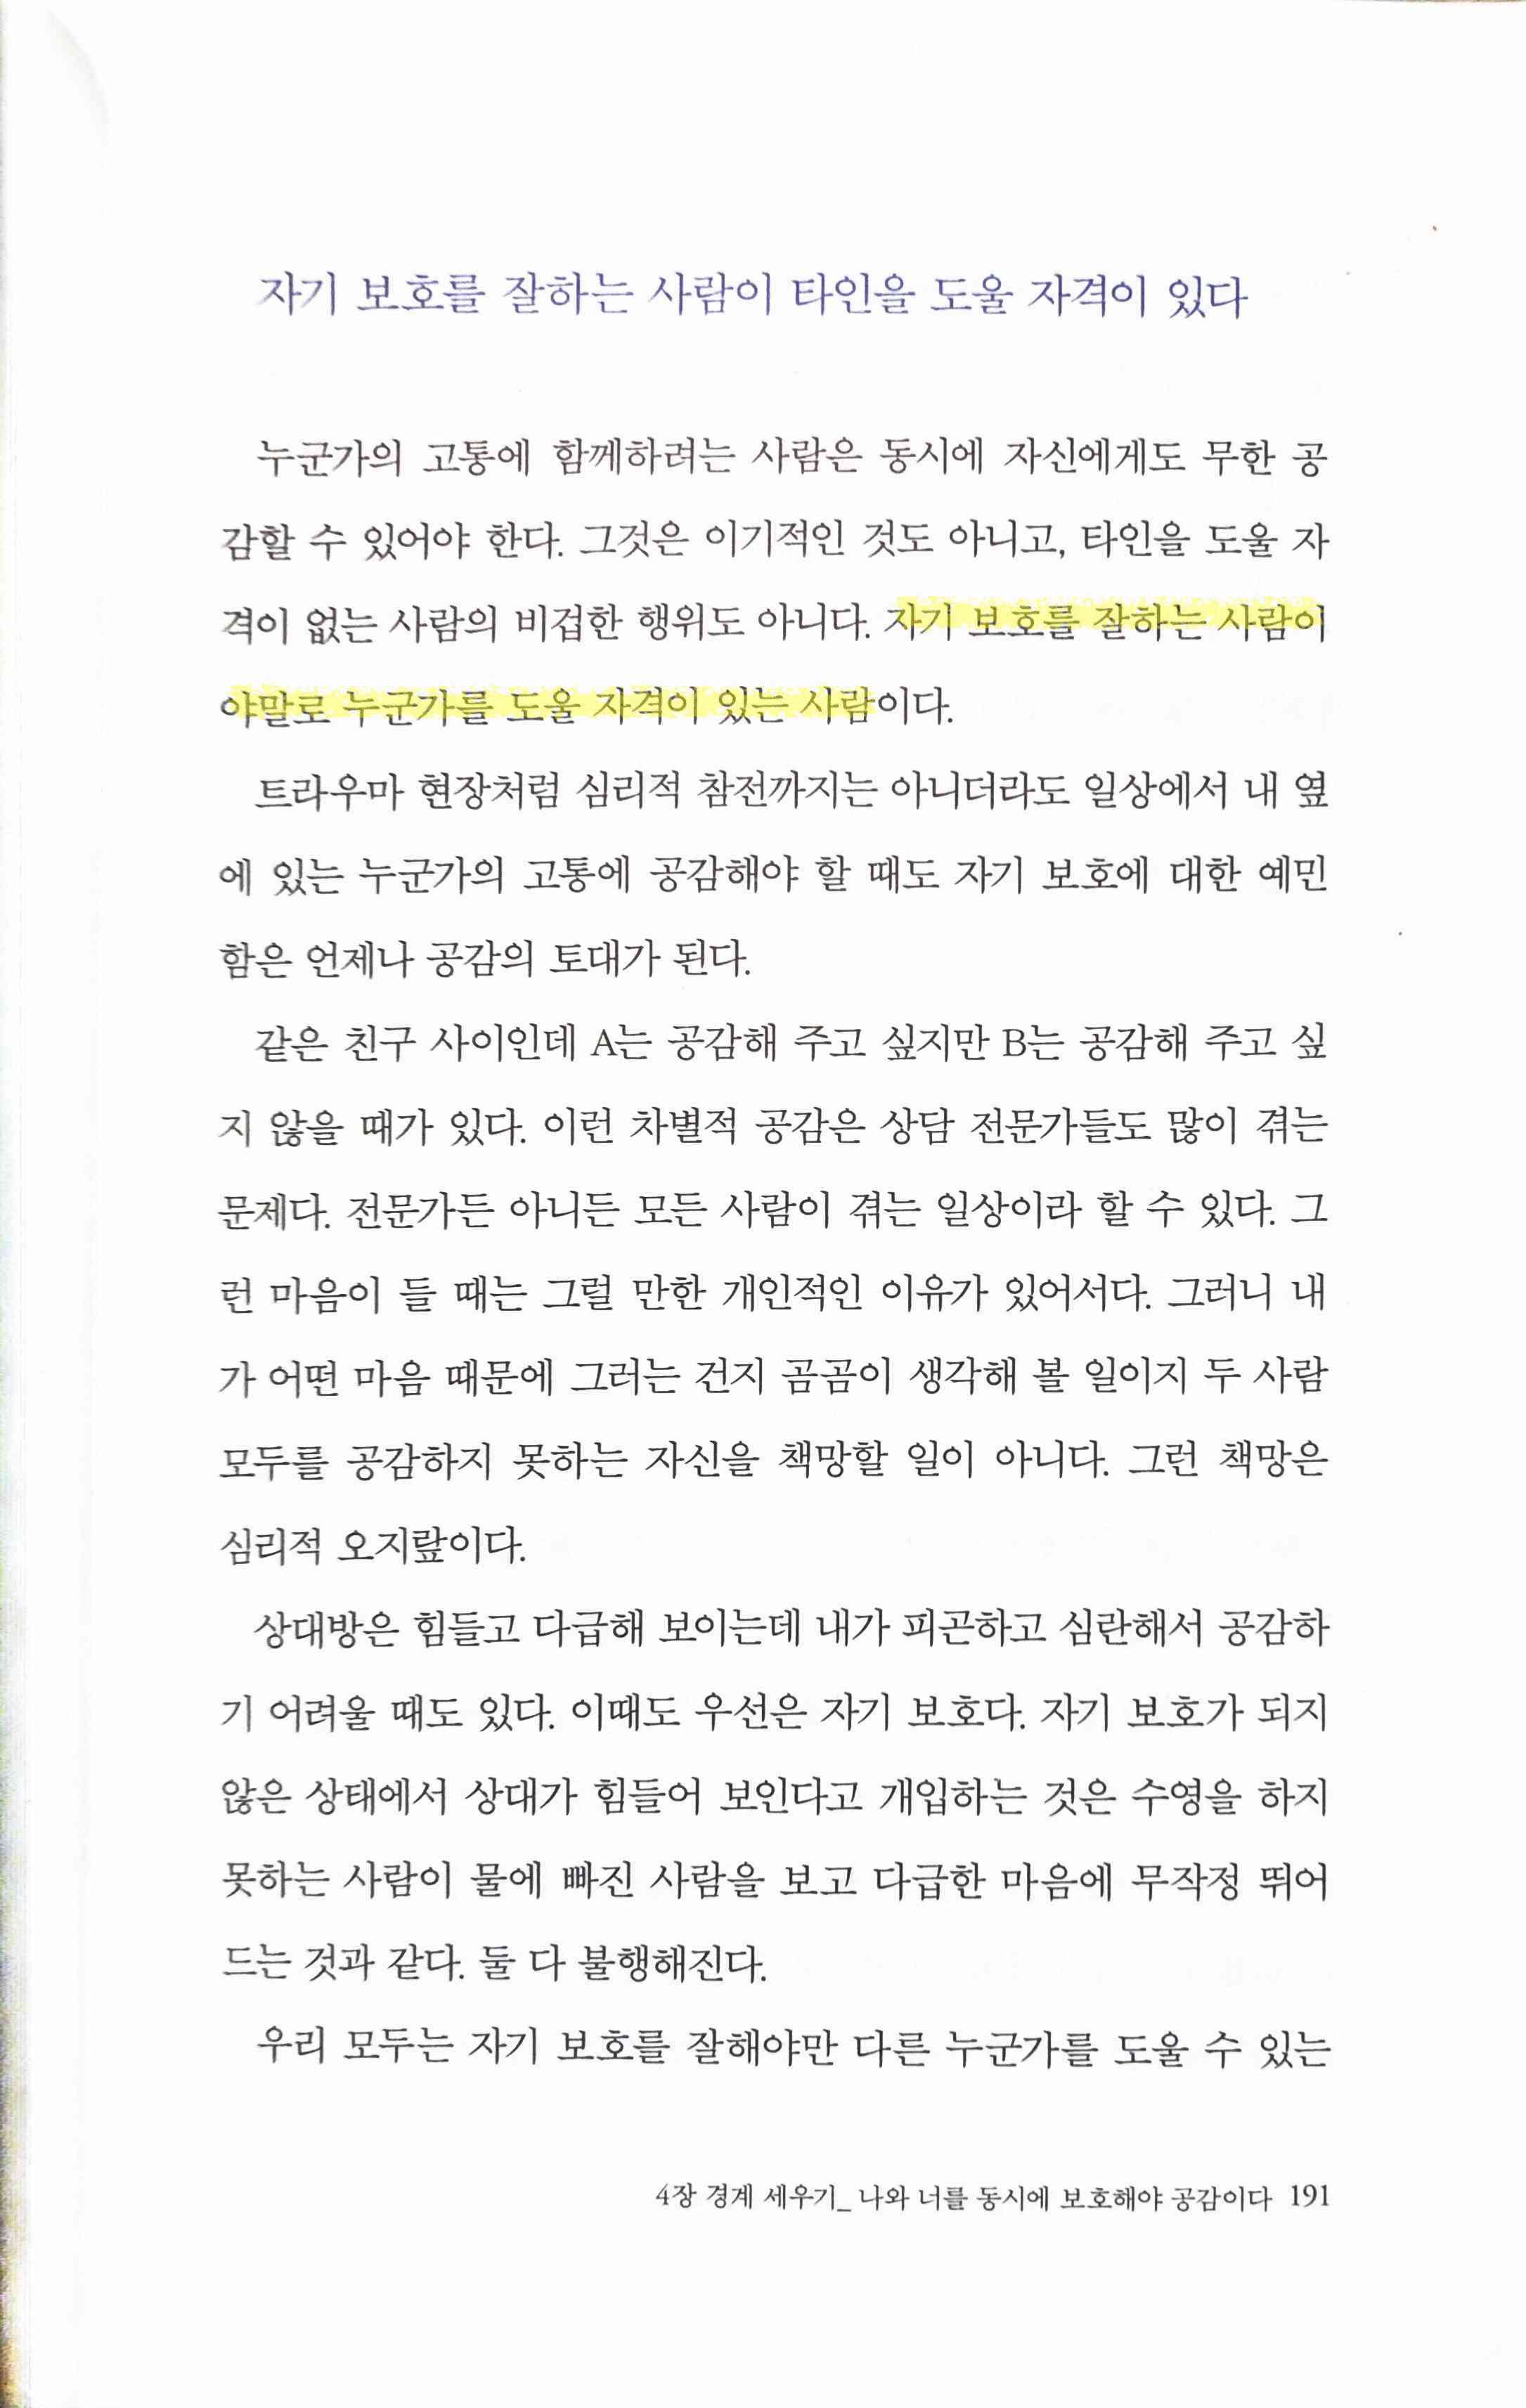 자기 보호를 잘하는 사람이 타인을 도울 자격이 있다
누군가의 고통에 함께하려는 사람은 동시에 자신에게도 무한 공
감할 수 있어야 한다. 그것은 이기적인 것도 아니고, 타인을 도울 자
격이 없는 사람의 비겁한 행위도 아니다. 자기 보호를 잘하는 사람이
야말로 누군가를 도울 자격이 있는 사람이다.
트라우마 현장처럼 심리적 참전까지는 아니더라도 일상에서 내 옆
에 있는 누군가의 고통에 공감해야 할 때도 자기 보호에 대한 예민
함은 언제나 공감의 토대가 된다.
같은 친구 사이인데 A는 공감해 주고 싶지만 B는 공감해 주고 싶
지 않을 때가 있다. 이런 차별적 공감은 상담 전문가들도 많이 겪는
문제다. 전문가든 아니든 모든 사람이 겪는 일상이라 할 수 있다. 그
런 마음이 들 때는 그럴 만한 개인적인 이유가 있어서다. 그러니 내
가 어떤 마음 때문에 그러는 건지 곰곰이 생각해 볼 일이지 두 사람
모두를 공감하지 못하는 자신을 책망할 일이 아니다. 그런 책망은
심리적 오지랖이다.
상대방은 힘들고 다급해 보이는데 내가 피곤하고 심란해서 공감하
기 어려울 때도 있다. 이때도 우선은 자기 보호다. 자기 보호가 되지
않은 상태에서 상대가 힘들어 보인다고 개입하는 것은 수영을 하지
못하는 사람이 물에 빠진 사람을 보고 다급한 마음에 무작정 뛰어
드는 것과 같다. 둘 다 불행해진다.
우리 모두는 자기 보호를 잘해야만 다른 누군가를 도울 수 있는
4장 경계 세우기_ 나와 너를 동시에 보호해야 공감이다 191